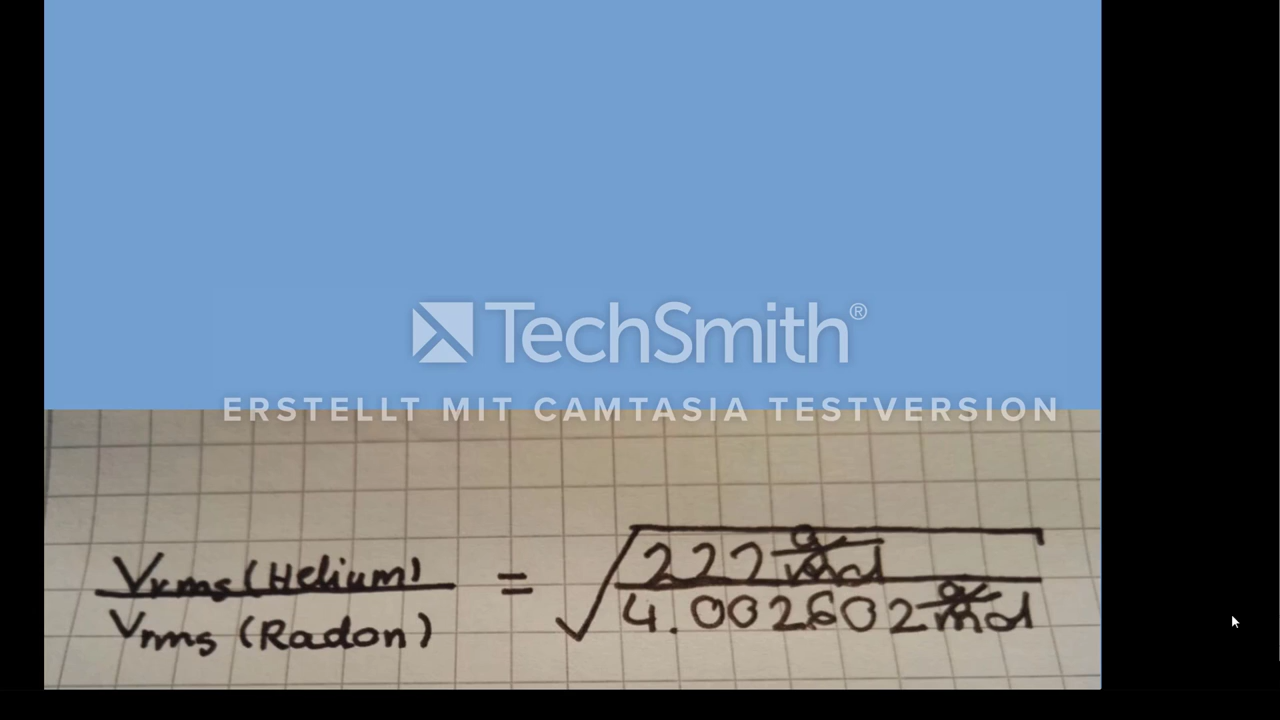 TechSmith®
ERSTELLT MIT CAMTASIA TESTVERSION
Vrms (Helium) / Vrms (Radon) = √(222 g/mol / 4.002602 g/mol)